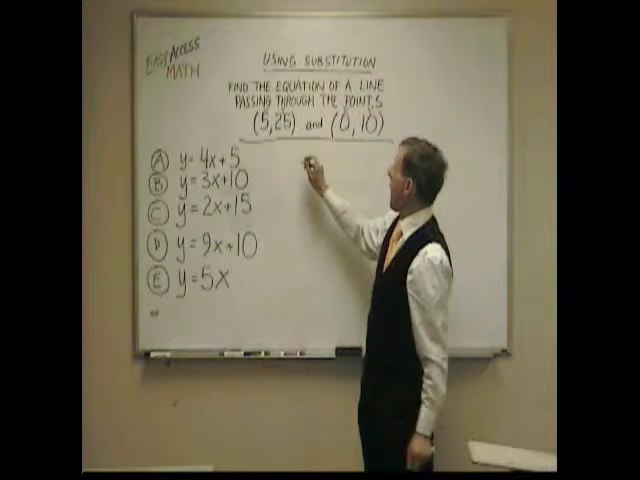 EASY ACCESS
MATH
USING SUBSTITUTION
FIND THE EQUATION OF A LINE
PASSING THROUGH THE POINTS
(5,25) and (0,10)
A y=4x+5
B y=3x+10
C y=2x+15
D y=9x+10
E y=5x